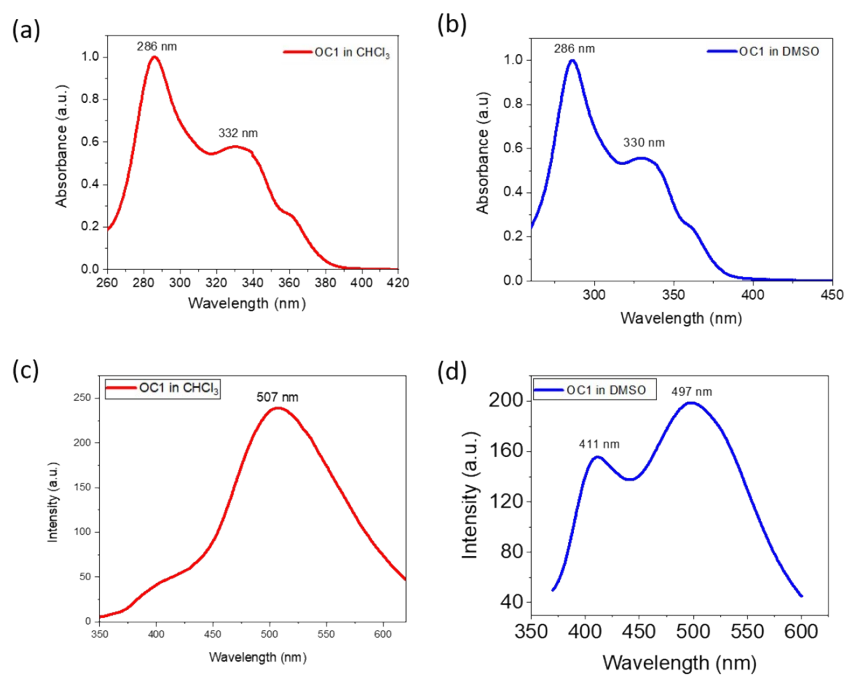 (a)
286 nm
OC1 in CHCl₃
332 nm
1.0
0.8
0.6
0.4
0.2
0.0
Absorbance (a.u.)
260 280 300 320 340 360 380 400 420
Wavelength (nm)
(b)
286 nm
OC1 in DMSO
330 nm
1.0
0.8
0.6
0.4
0.2
0.0
Absorbance (a.u)
300 350 400 450
Wavelength (nm)
(c)
OC1 in CHCl₃
507 nm
250
200
150
100
50
0
Intensity (a.u.)
350 400 450 500 550 600
Wavelength (nm)
(d)
OC1 in DMSO
497 nm
411 nm
200
160
120
80
40
Intensity (a.u.)
350 400 450 500 550 600
Wavelength (nm)